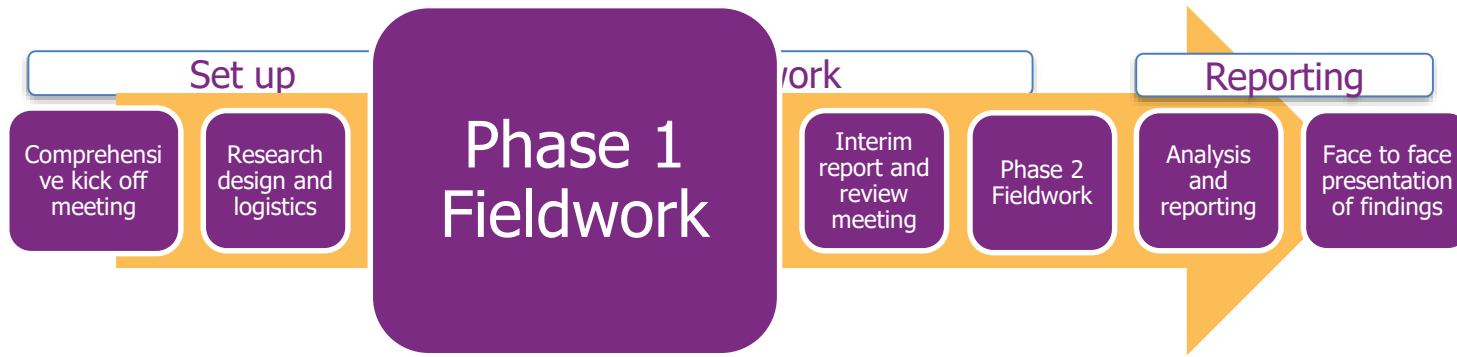 Set up
work
Reporting
Comprehensi
ve kick off
meeting
Research
design and
logistics
Phase 1
Fieldwork
Interim
report and
review
meeting
Phase 2
Fieldwork
Analysis
and
reporting
Face to face
presentation
of findings